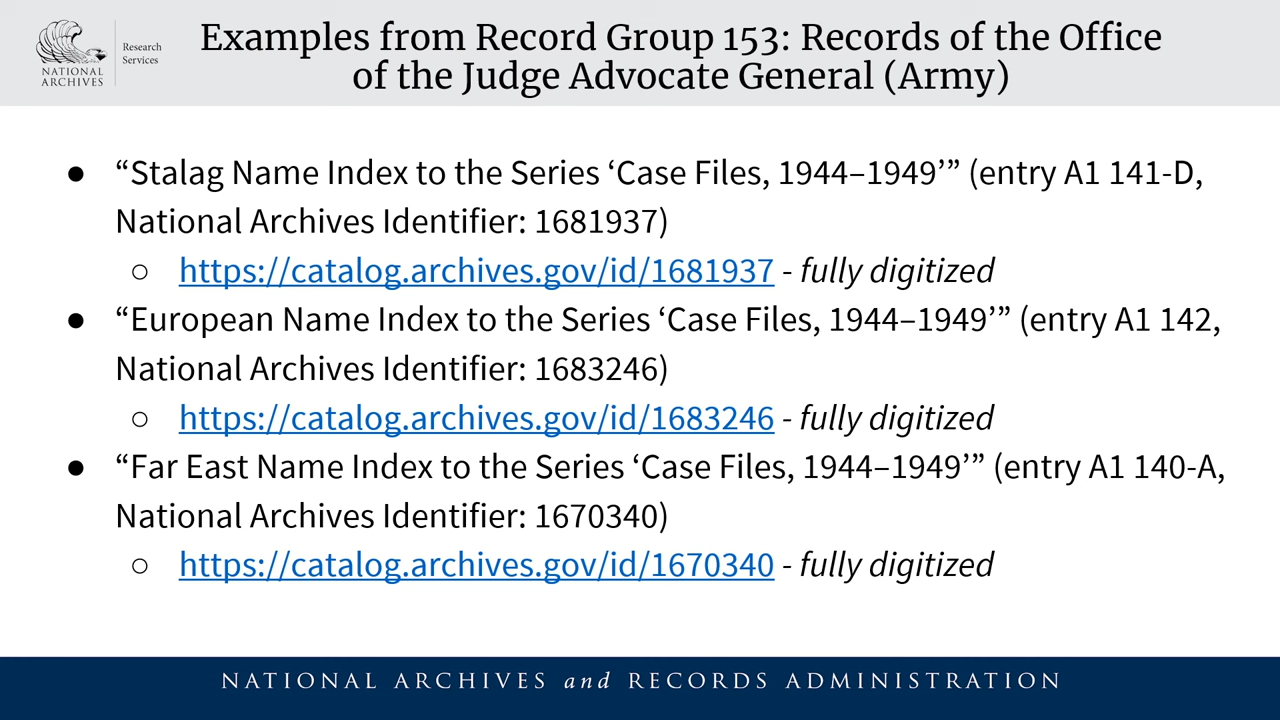 NATIONAL
ARCHIVES
Research
Services
Examples from Record Group 153: Records of the Office
of the Judge Advocate General (Army)
● “Stalag Name Index to the Series ‘Case Files, 1944–1949’” (entry A1 141-D,
National Archives Identifier: 1681937)
○ https://catalog.archives.gov/id/1681937 - fully digitized
● “European Name Index to the Series ‘Case Files, 1944–1949’” (entry A1 142,
National Archives Identifier: 1683246)
○ https://catalog.archives.gov/id/1683246 - fully digitized
● “Far East Name Index to the Series ‘Case Files, 1944–1949’” (entry A1 140-A,
National Archives Identifier: 1670340)
○ https://catalog.archives.gov/id/1670340 - fully digitized
NATIONAL ARCHIVES and RECORDS ADMINISTRATION